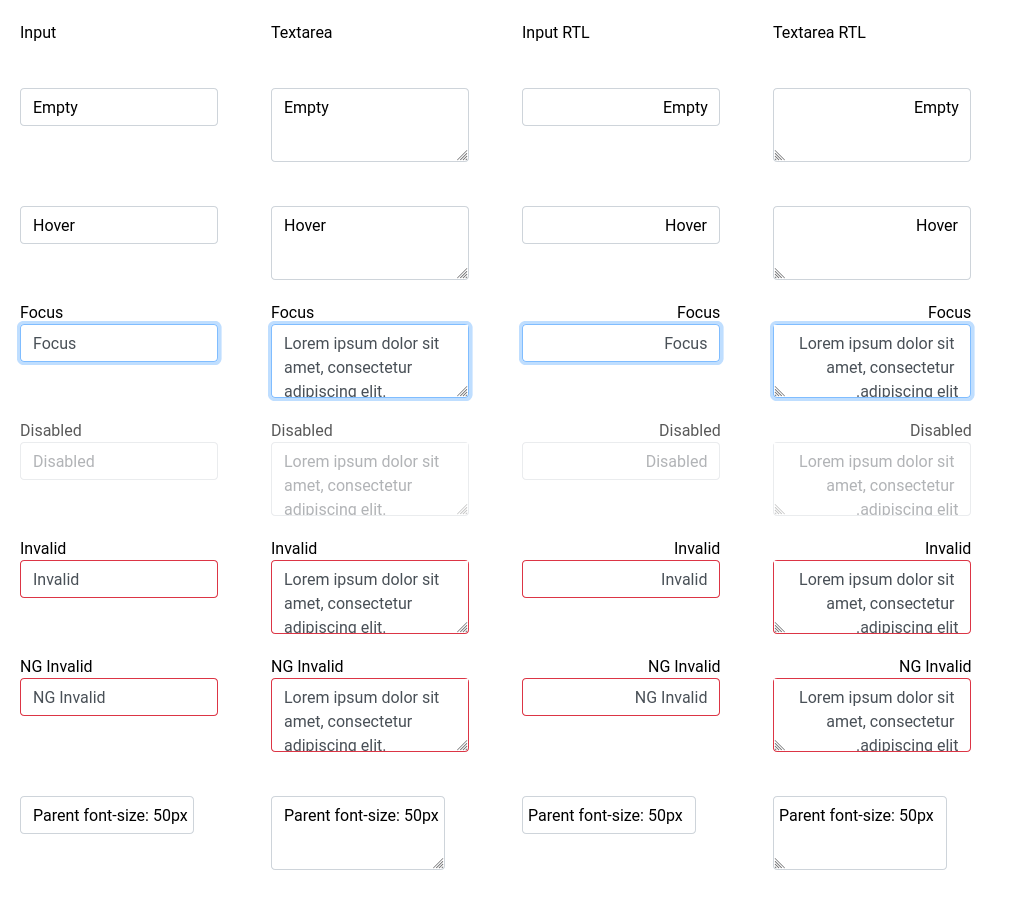 Input
Textarea
Input RTL
Textarea RTL
Empty
Empty
Empty
Empty
Hover
Hover
Hover
Hover
Focus
Focus
Focus
Focus
Focus
Lorem ipsum dolor sit
amet, consectetur
adipiscing elit.
Focus
Lorem ipsum dolor sit
amet, consectetur
.adipiscing elit
Disabled
Disabled
Disabled
Disabled
Disabled
Lorem ipsum dolor sit
amet, consectetur
adipiscing elit.
Disabled
Lorem ipsum dolor sit
amet, consectetur
.adipiscing elit
Invalid
Invalid
Invalid
Invalid
Invalid
Lorem ipsum dolor sit
amet, consectetur
adipiscing elit.
Invalid
Lorem ipsum dolor sit
amet, consectetur
.adipiscing elit
NG Invalid
NG Invalid
NG Invalid
NG Invalid
NG Invalid
Lorem ipsum dolor sit
amet, consectetur
adipiscing elit.
NG Invalid
Lorem ipsum dolor sit
amet, consectetur
.adipiscing elit
Parent font-size: 50px
Parent font-size: 50px
Parent font-size: 50px
Parent font-size: 50px